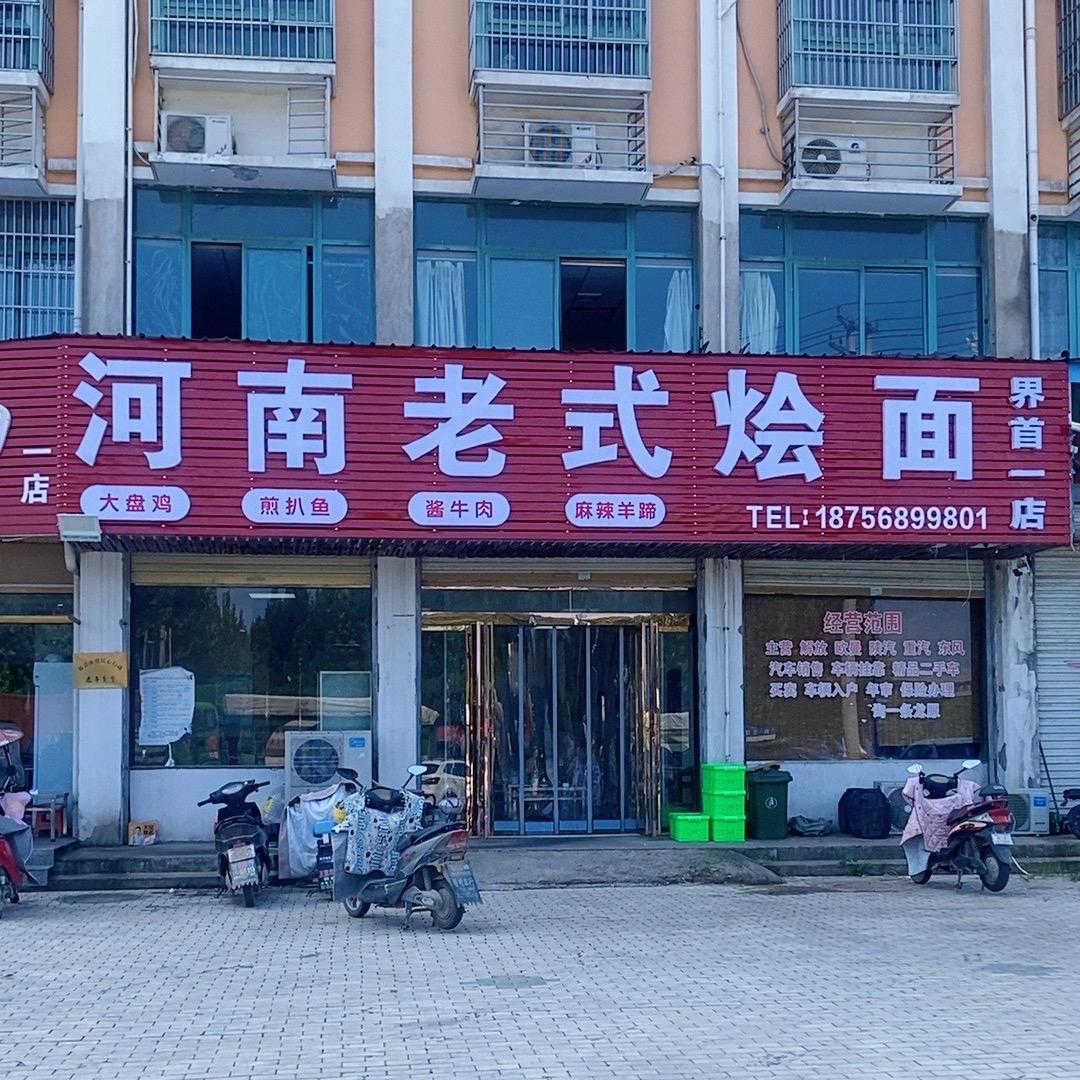 河南老式烩面
界首一店
一店
大盘鸡 煎扒鱼 酱牛肉 麻辣羊蹄
TEL:18756899801
经营范围
主营 解放 欧曼 陕汽 重汽 东风
汽车销售 车辆挂靠 精品二手车
买卖 车辆入户 年审 保险办理
一条龙服